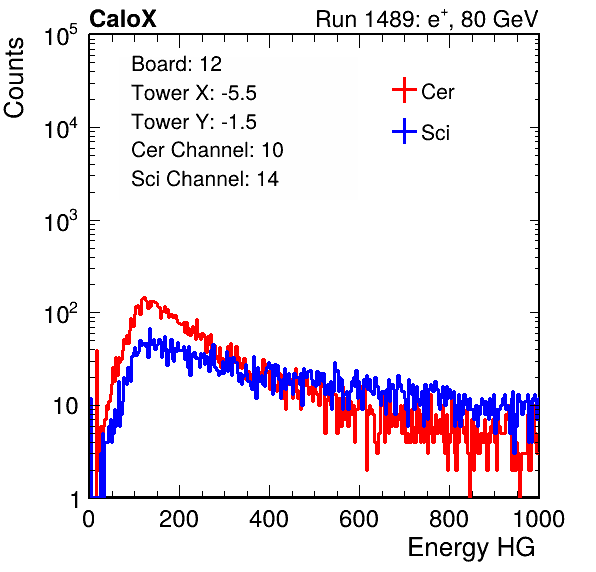 CaloX Run 1489: e+, 80 GeV
Counts
10^5
10^4
10^3
10^2
10
1
Board: 12
Tower X: -5.5
Tower Y: -1.5
Cer Channel: 10
Sci Channel: 14
Cer
Sci
0 200 400 600 800 1000
Energy HG